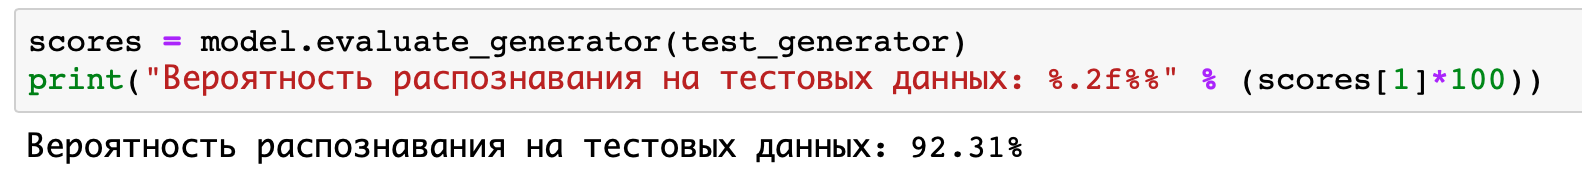 scores = model.evaluate_generator(test_generator)
print("Вероятность распознавания на тестовых данных: %.2f%%" % (scores[1]*100))
Вероятность распознавания на тестовых данных: 92.31%